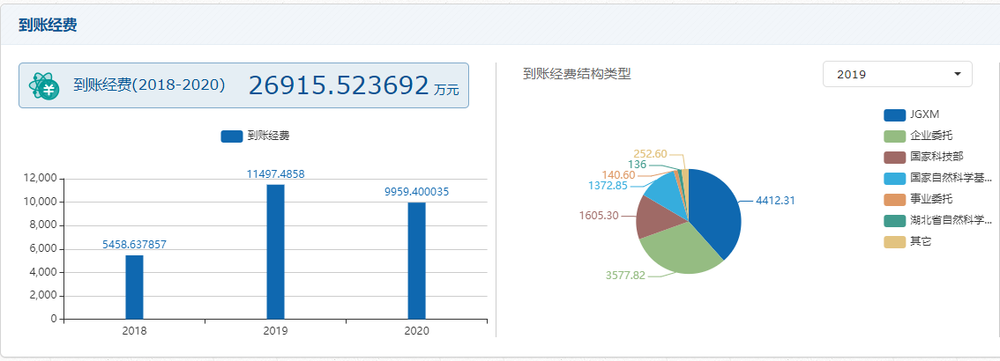 到账经费
到账经费(2018-2020) 26915.523692 万元
到账经费
12,000
10,000
8,000
6,000
4,000
2,000
0
5458.637857
11497.4858
9959.400035
2018
2019
2020
到账经费结构类型
2019
252.60
136
140.60
1372.85
1605.30
3577.82
4412.31
JGXM
企业委托
国家科技部
国家自然科学基...
事业委托
湖北省自然科学...
其它